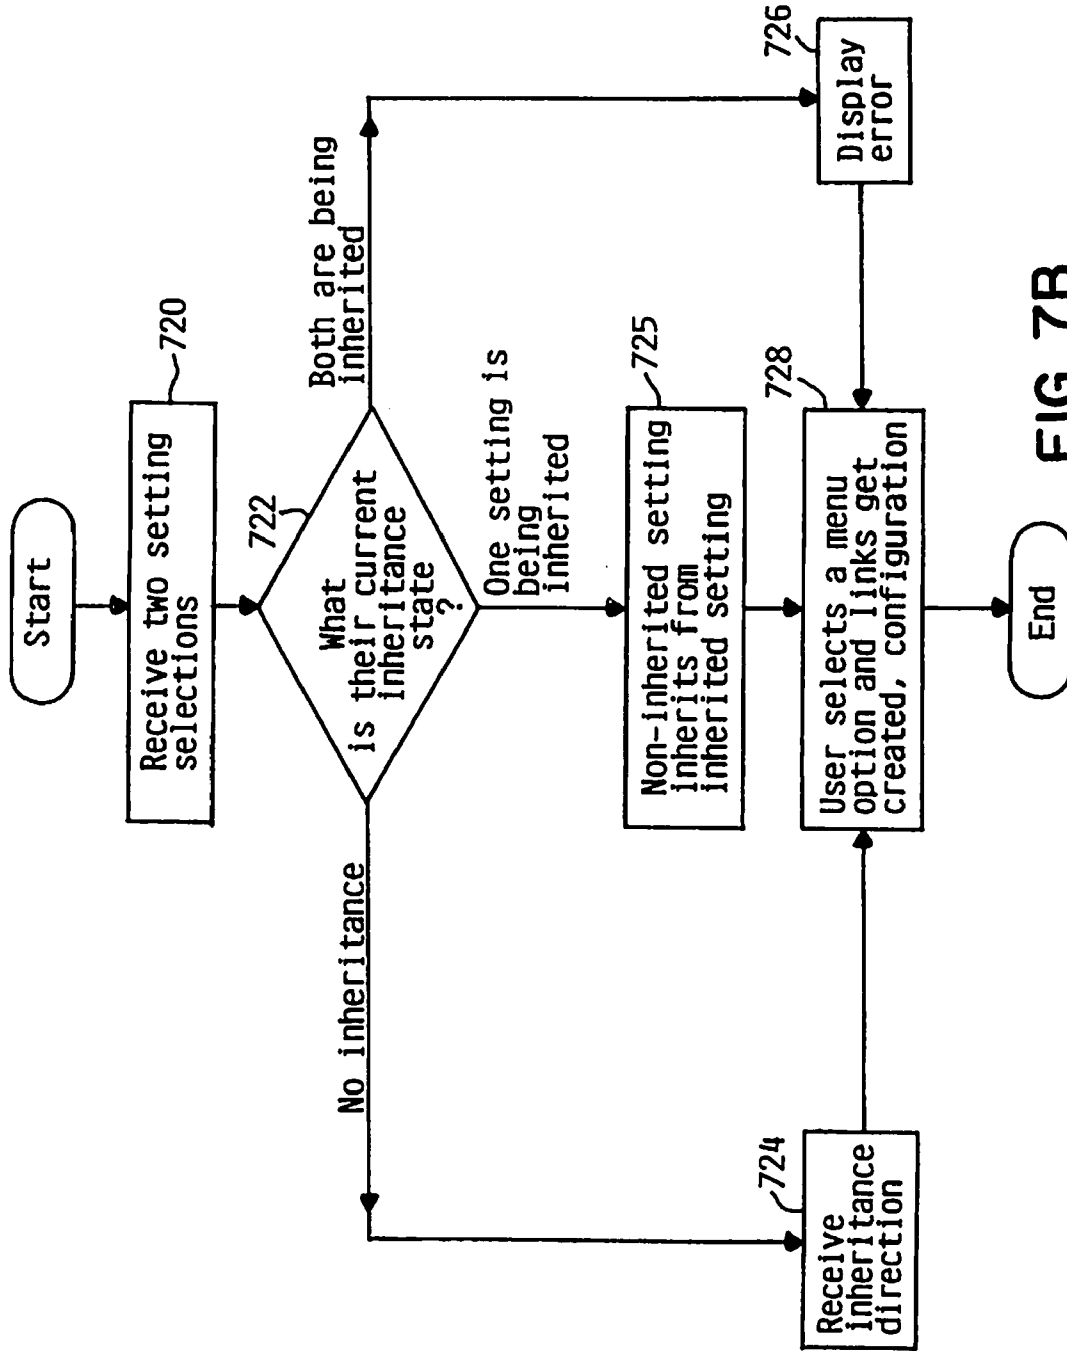 Start
Receive two setting
selections
720
What
is their current
inheritance
state
?
722
No inheritance
Both are being
inherited
One setting is
being
inherited
Receive
inheritance
direction
724
Non-inherited setting
inherits from
inherited setting
725
Display
error
726
User selects a menu
option and links get
created, configuration
728
End
FIG 7B